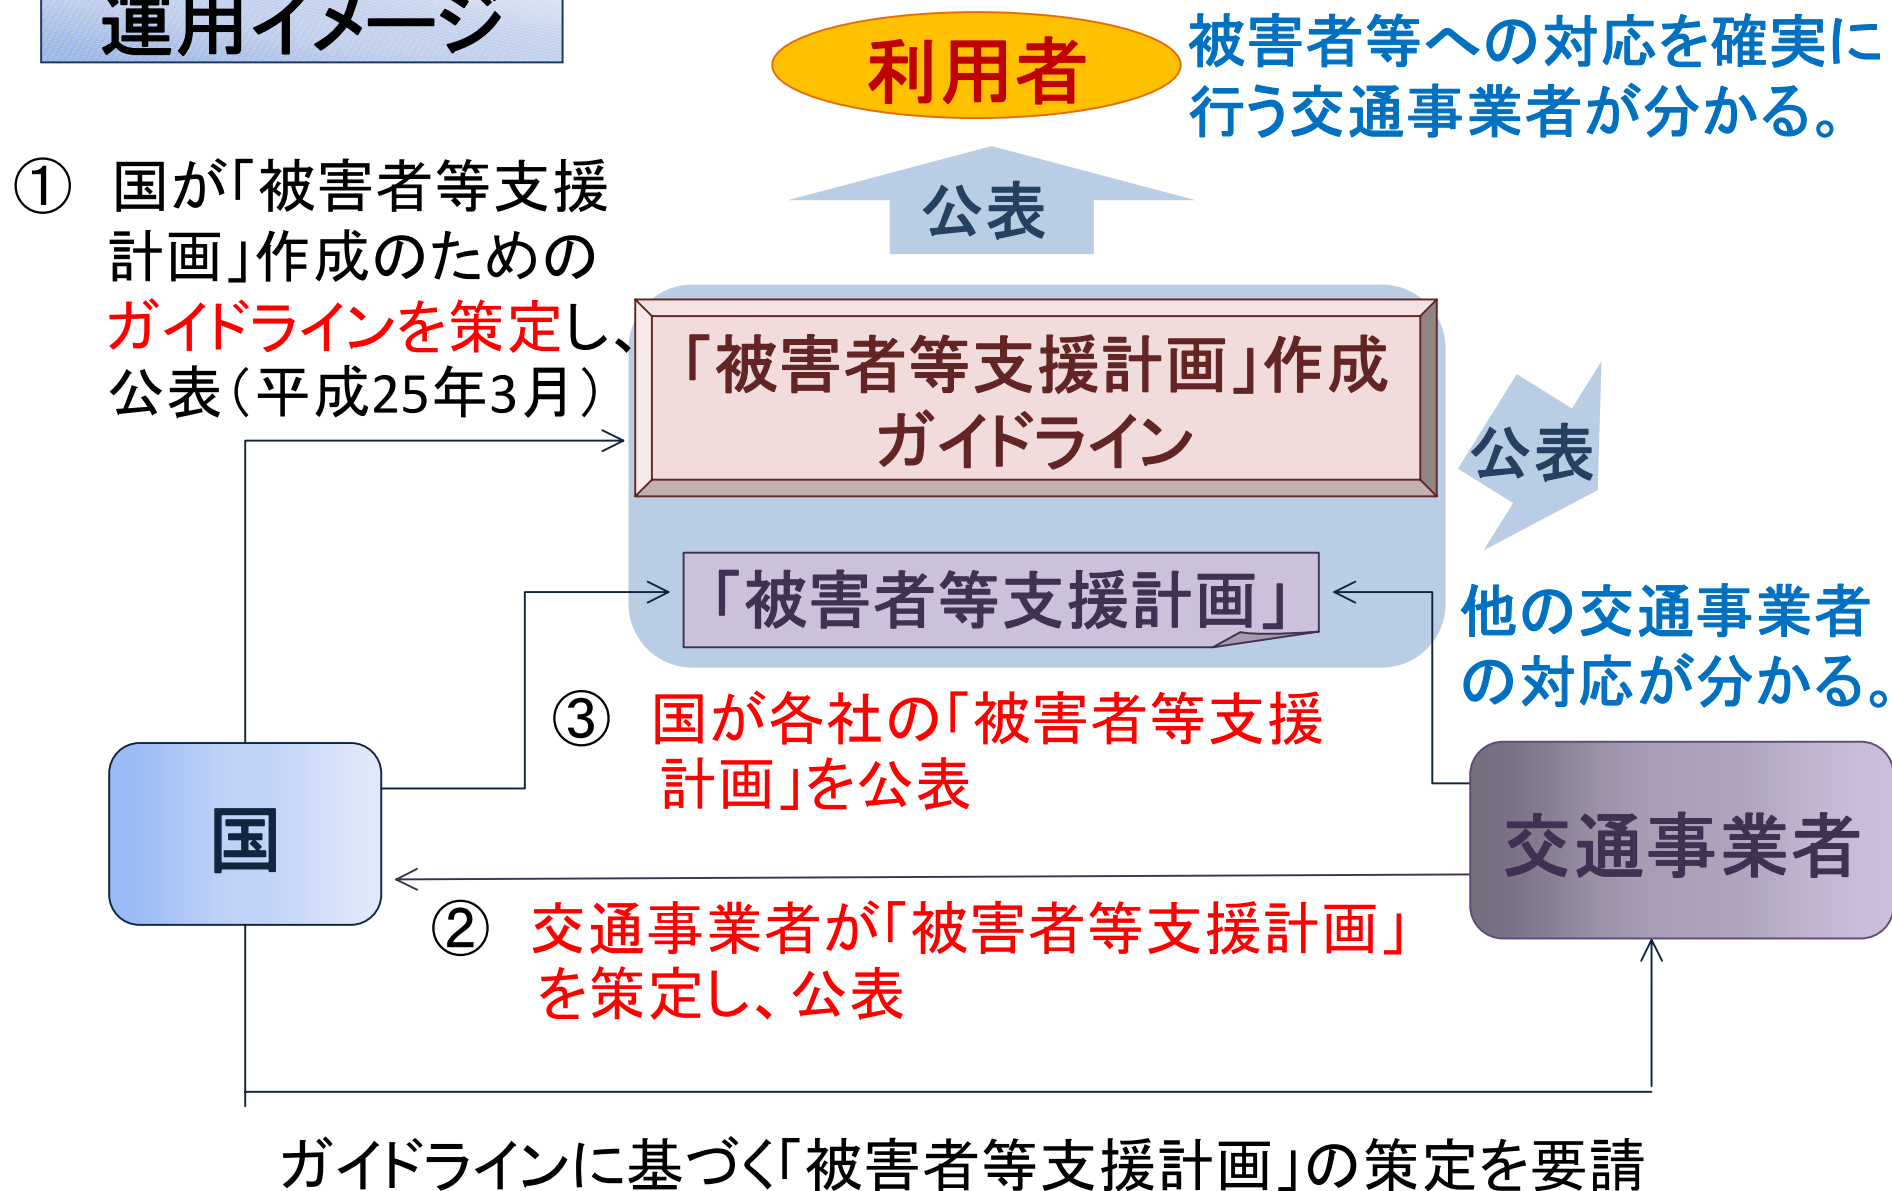 運用イメージ
利用者
被害者等への対応を確実に
行う交通事業者が分かる。
① 国が「被害者等支援
計画」作成のための
ガイドラインを策定し、
公表（平成25年3月）
公表
「被害者等支援計画」作成
ガイドライン
公表
「被害者等支援計画」
他の交通事業者
の対応が分かる。
③ 国が各社の「被害者等支援
計画」を公表
国
交通事業者
② 交通事業者が「被害者等支援計画」
を策定し、公表
ガイドラインに基づく「被害者等支援計画」の策定を要請